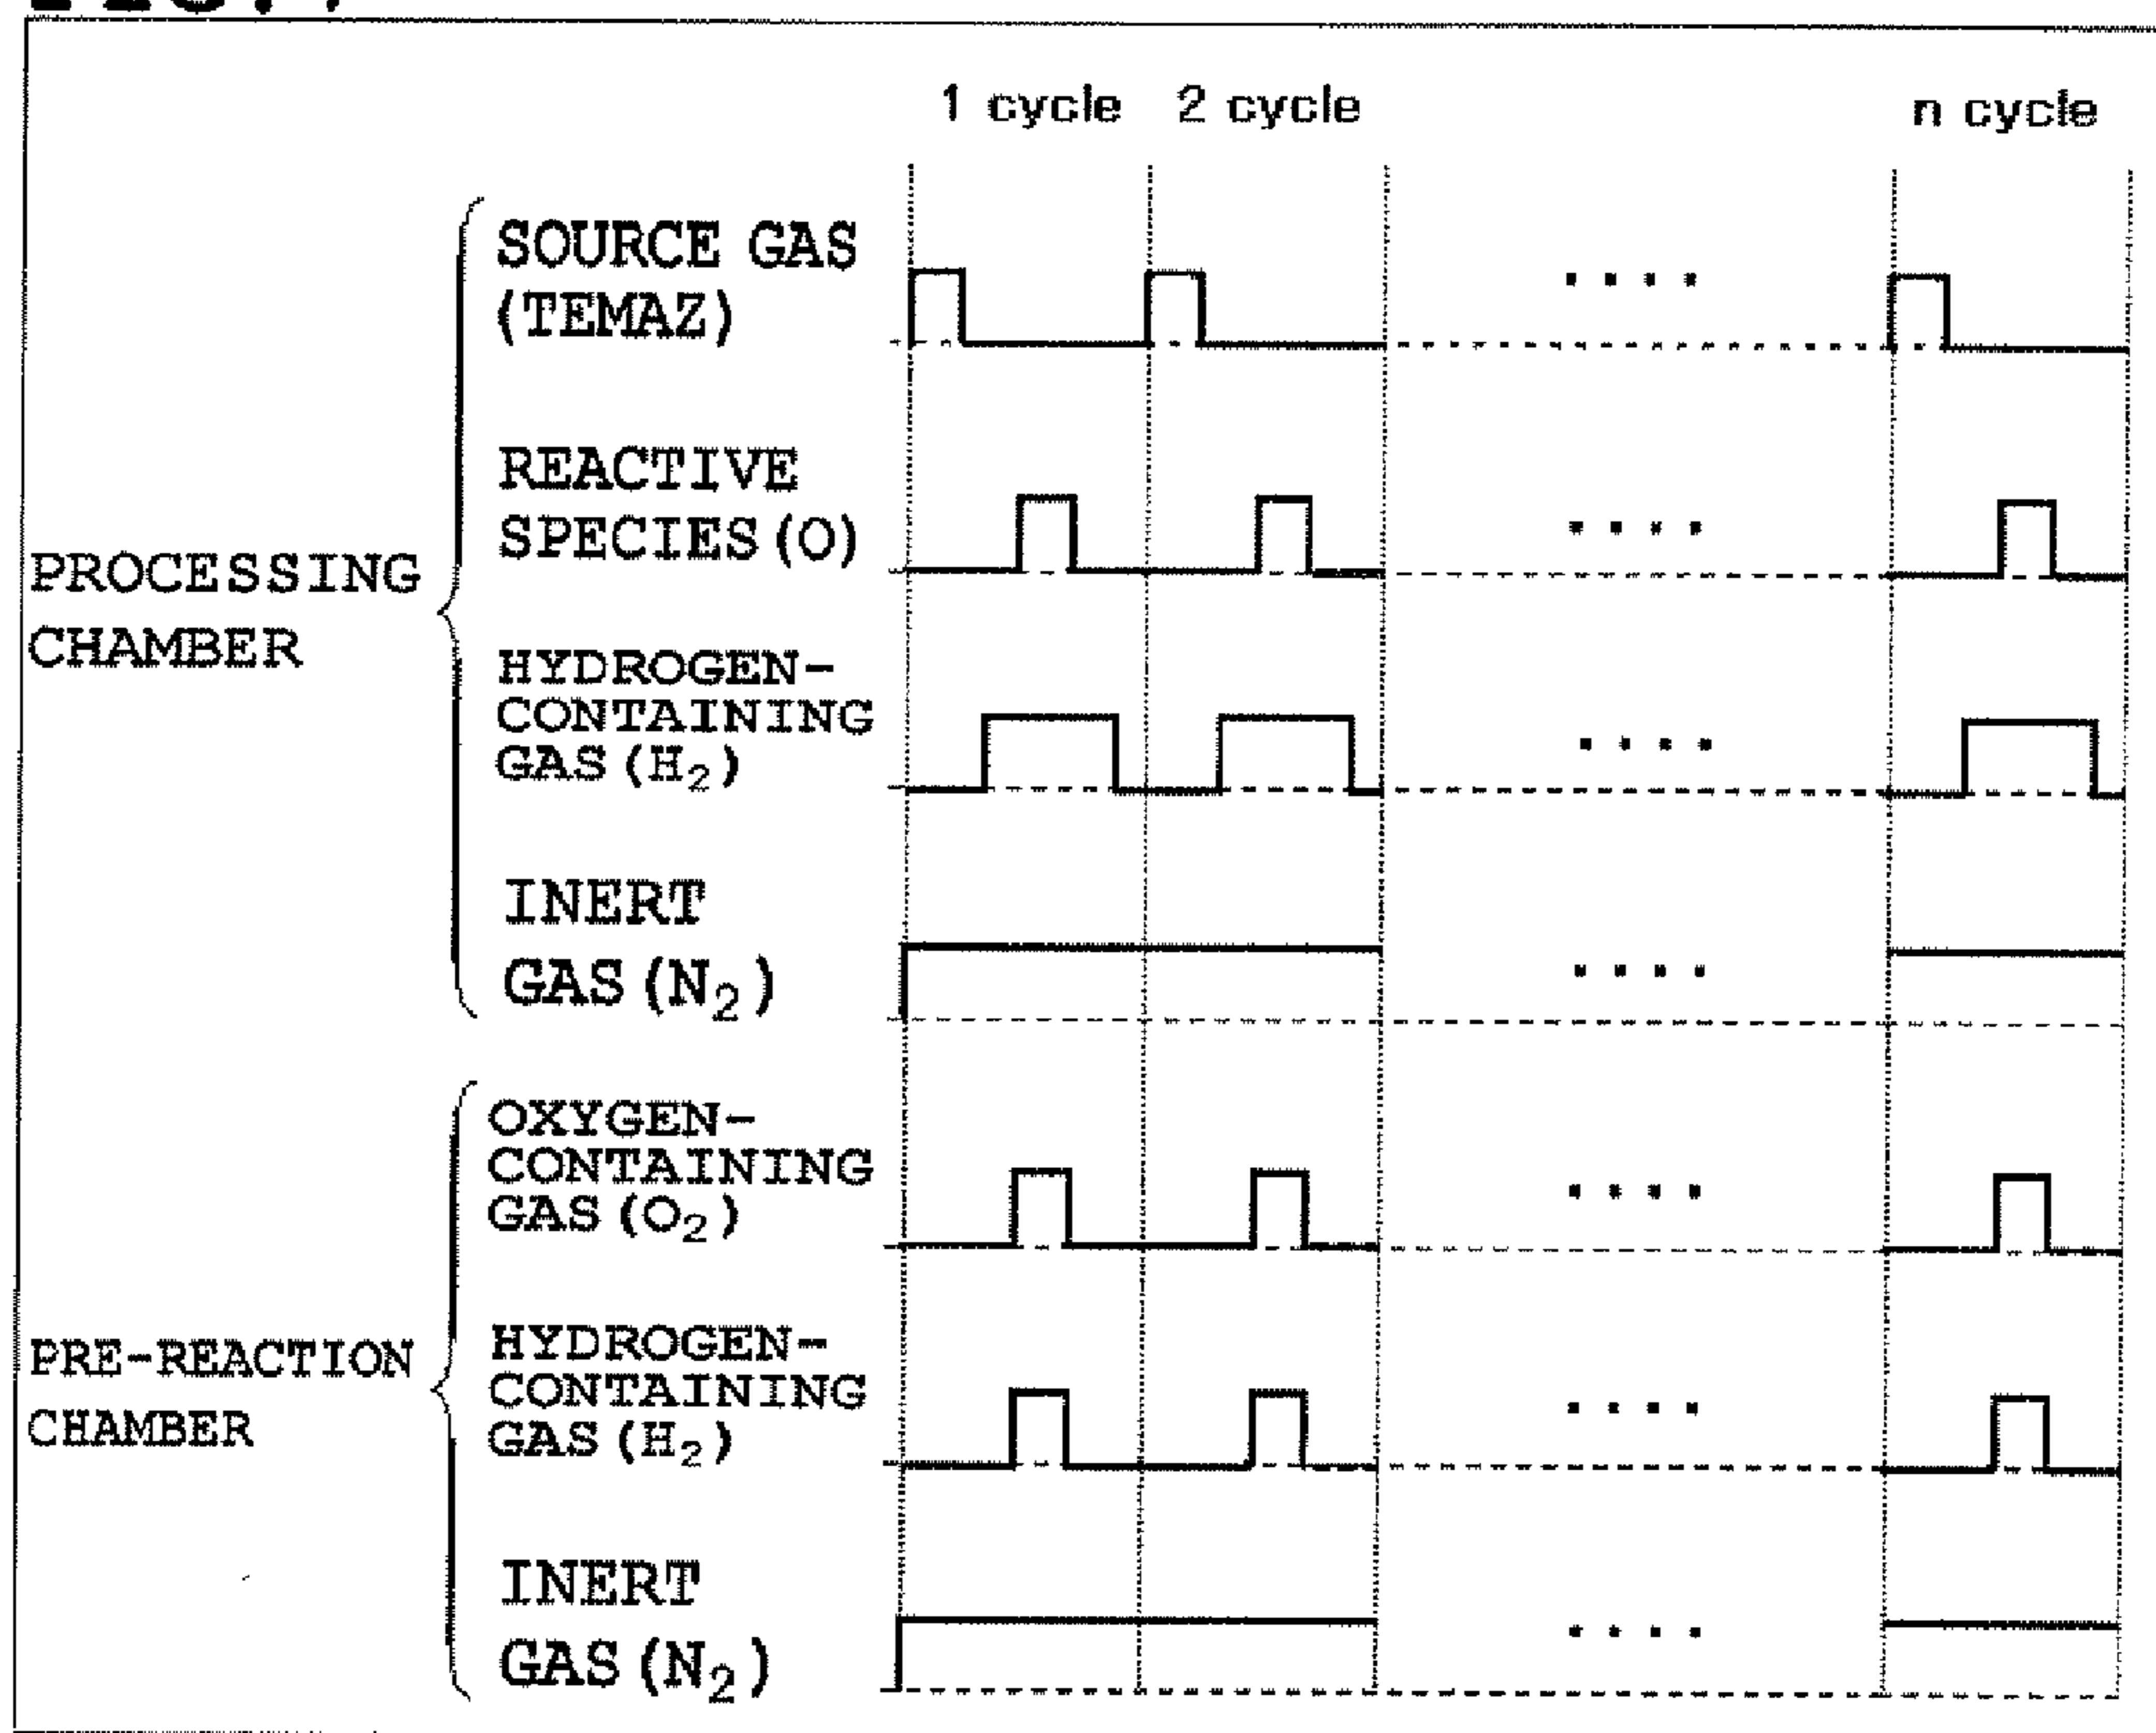 1 cycle 2 cycle n cycle
SOURCE GAS
(TEMAZ)
REACTIVE
SPECIES(O)
PROCESSING
CHAMBER
HYDROGEN-
CONTAINING
GAS(H₂)
INERT
GAS(N₂)
OXYGEN-
CONTAINING
GAS(O₂)
PRE-REACTION
CHAMBER
HYDROGEN-
CONTAINING
GAS(H₂)
INERT
GAS(N₂)